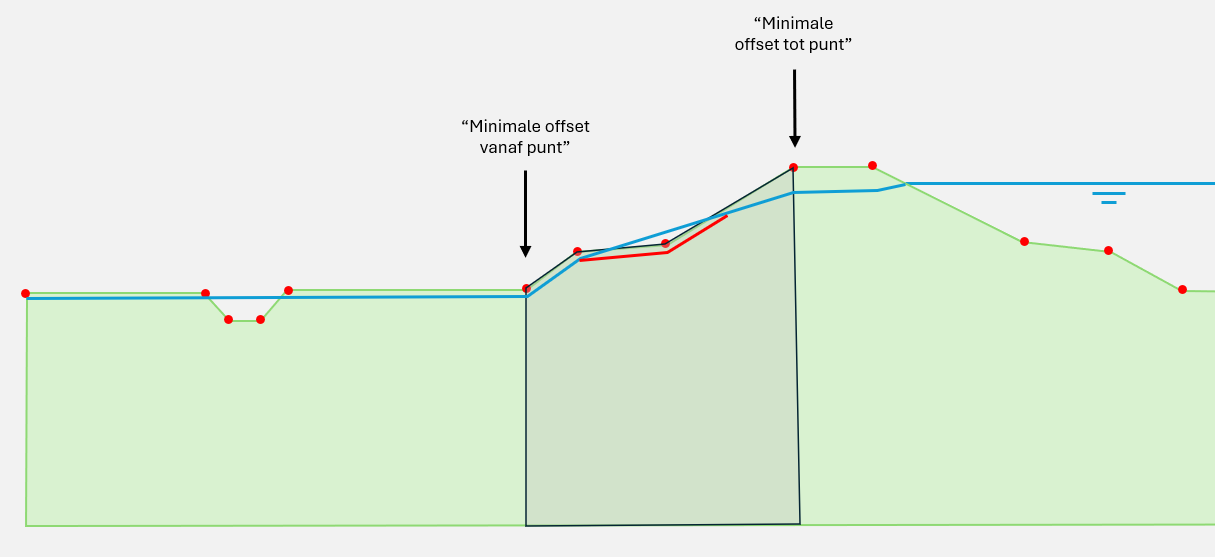 “Minimale
offset tot punt”
“Minimale offset
vanaf punt”